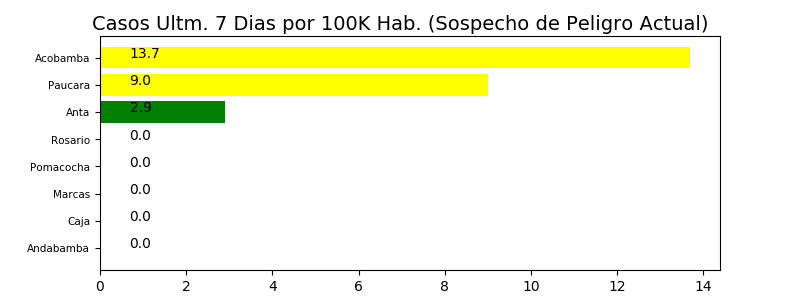 Casos Ultm. 7 Dias por 100K Hab. (Sospecho de Peligro Actual)
Acobamba 13.7
Paucara 9.0
Anta 2.9
Rosario 0.0
Pomacocha 0.0
Marcas 0.0
Caja 0.0
Andabamba 0.0
0 2 4 6 8 10 12 14